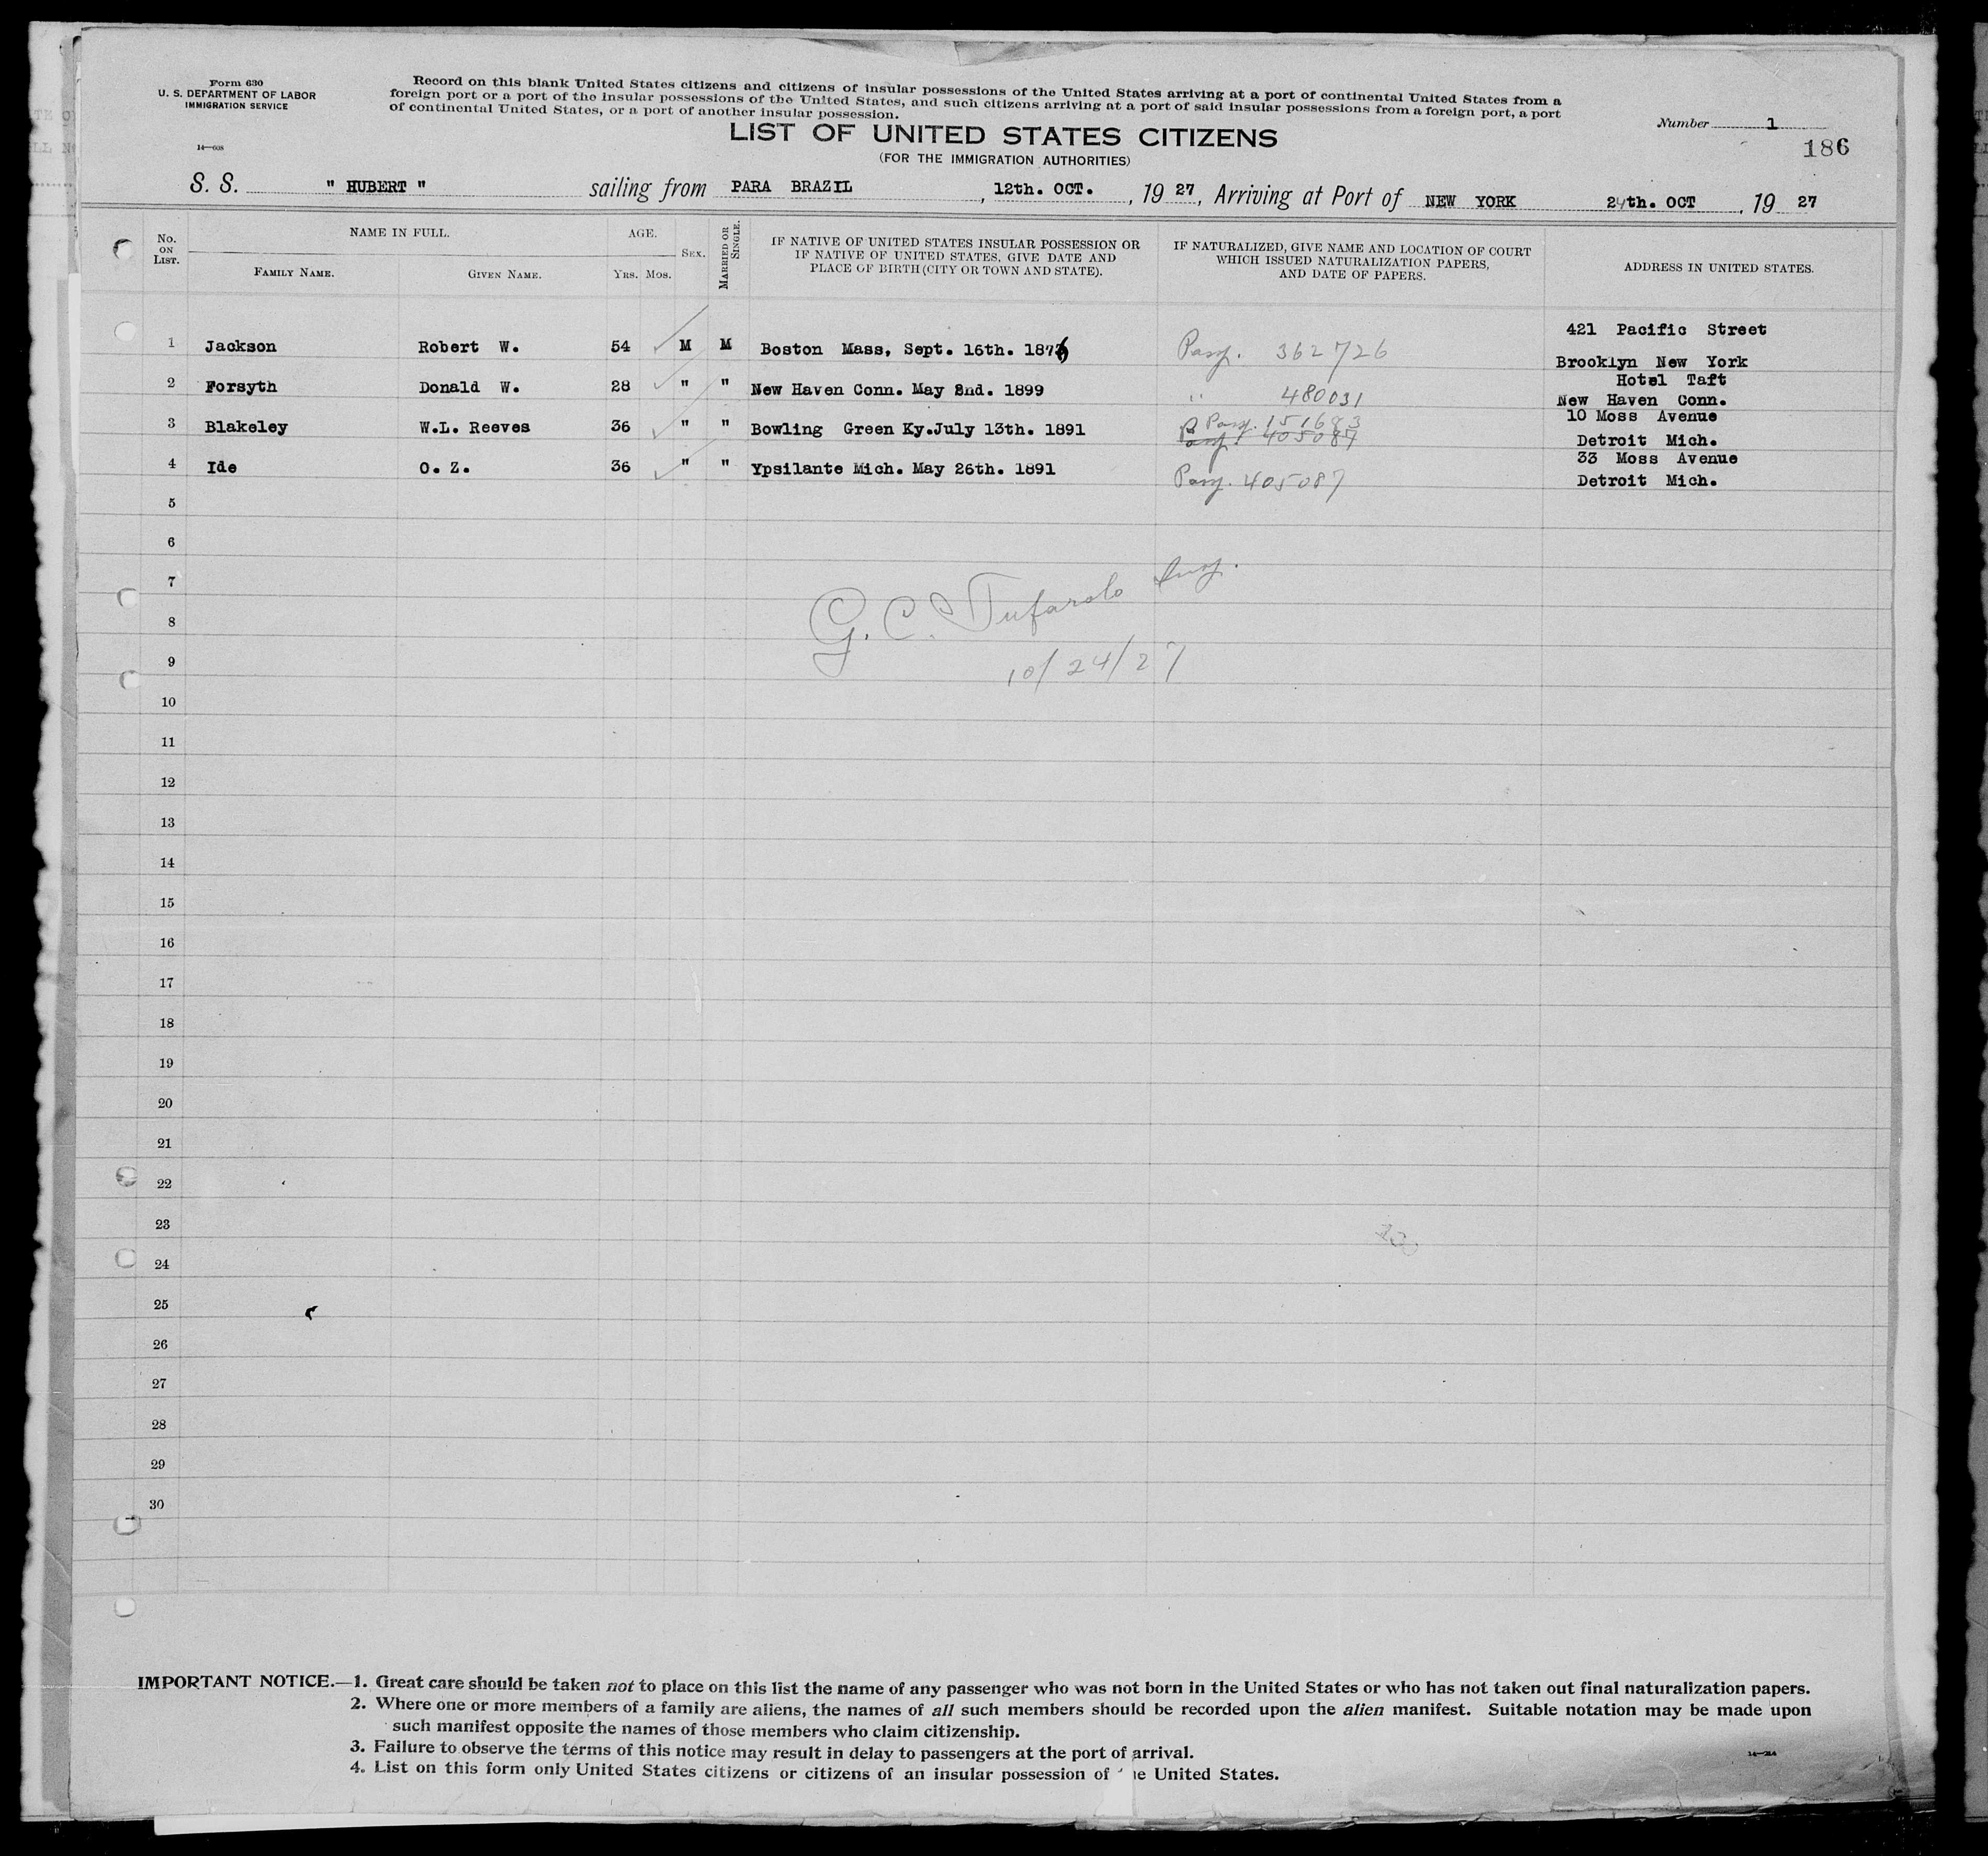 Form 630
U. S. DEPARTMENT OF LABOR
IMMIGRATION SERVICE
14—608
Record on this blank United States citizens and citizens of insular possessions of the United States arriving at a port of continental United States from a
foreign port or a port of the insular possessions of the United States, and such citizens arriving at a port of said insular possessions from a foreign port, a port
of continental United States, or a port of another insular possession.
LIST OF UNITED STATES CITIZENS
(FOR THE IMMIGRATION AUTHORITIES)
Number 1
186
S. S. " HUBERT " sailing from PARA BRAZIL, 12th. OCT., 19 27, Arriving at Port of NEW YORK 24th. OCT, 19 27
No. ON LIST.
NAME IN FULL.
FAMILY NAME. GIVEN NAME.
AGE.
YRS. MOS.
SEX.
MARRIED OR SINGLE.
IF NATIVE OF UNITED STATES INSULAR POSSESSION OR
IF NATIVE OF UNITED STATES, GIVE DATE AND
PLACE OF BIRTH (CITY OR TOWN AND STATE).
IF NATURALIZED, GIVE NAME AND LOCATION OF COURT
WHICH ISSUED NATURALIZATION PAPERS,
AND DATE OF PAPERS.
ADDRESS IN UNITED STATES.
421 Pacific Street
1 Jackson Robert W. 54 M M Boston Mass, Sept. 16th. 1876 Pass. 362726
Brooklyn New York
Hotel Taft
2 Forsyth Donald W. 28 " " New Haven Conn. May 2nd. 1899 " 480031
New Haven Conn.
10 Moss Avenue
3 Blakeley W.L. Reeves 36 " " Bowling Green Ky. July 13th. 1891 Pass. 151683
Pass. 405087
Detroit Mich.
33 Moss Avenue
4 Ide O. Z. 36 " " Ypsilante Mich. May 26th. 1891 Pass. 405087
Detroit Mich.
5
6
7
G. C. Tufarolo Insp.
8
9
10/24/27
10
11
12
13
14
15
16
17
18
19
20
21
22
23
24
25
26
27
28
29
30
IMPORTANT NOTICE.—1. Great care should be taken not to place on this list the name of any passenger who was not born in the United States or who has not taken out final naturalization papers.
2. Where one or more members of a family are aliens, the names of all such members should be recorded upon the alien manifest. Suitable notation may be made upon
such manifest opposite the names of those members who claim citizenship.
3. Failure to observe the terms of this notice may result in delay to passengers at the port of arrival.
4. List on this form only United States citizens or citizens of an insular possession of the United States.